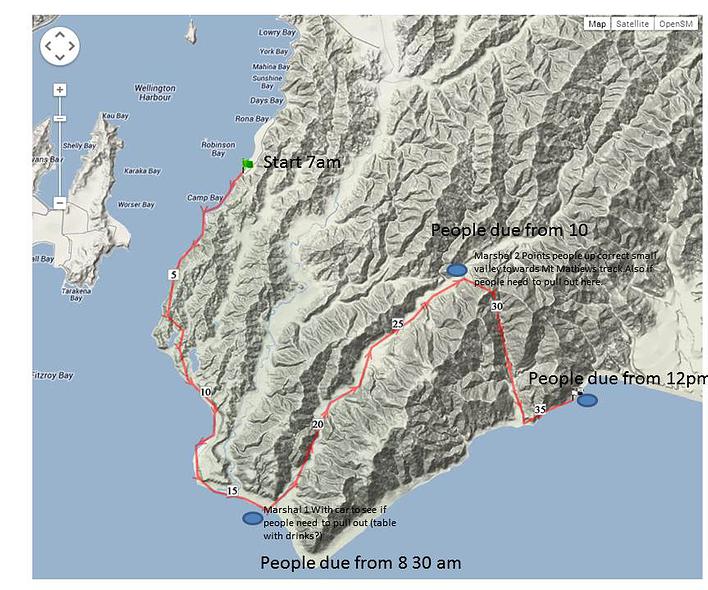 Map Satellite OpenSM
Lowry Bay
York Bay
Mahina Bay
Sunshine
Bay
Days Bay
Wellington
Harbour
Rona Bay
Kau Bay
Robinson
Bay
Shelly Bay
Start 7am
Karaka Bay
Camp Bay
Worser Bay
People due from 10
Marshal 2 Points people up correct small
valley towards Mt Mathews track.Also if
people need to pull out here.
5
Tarakena
Bay
30
25
Fitzroy Bay
People due from 12pm
10
35
20
15
Marshal 1 With car to see if
people need to pull out (table
with drinks?)
People due from 8 30 am